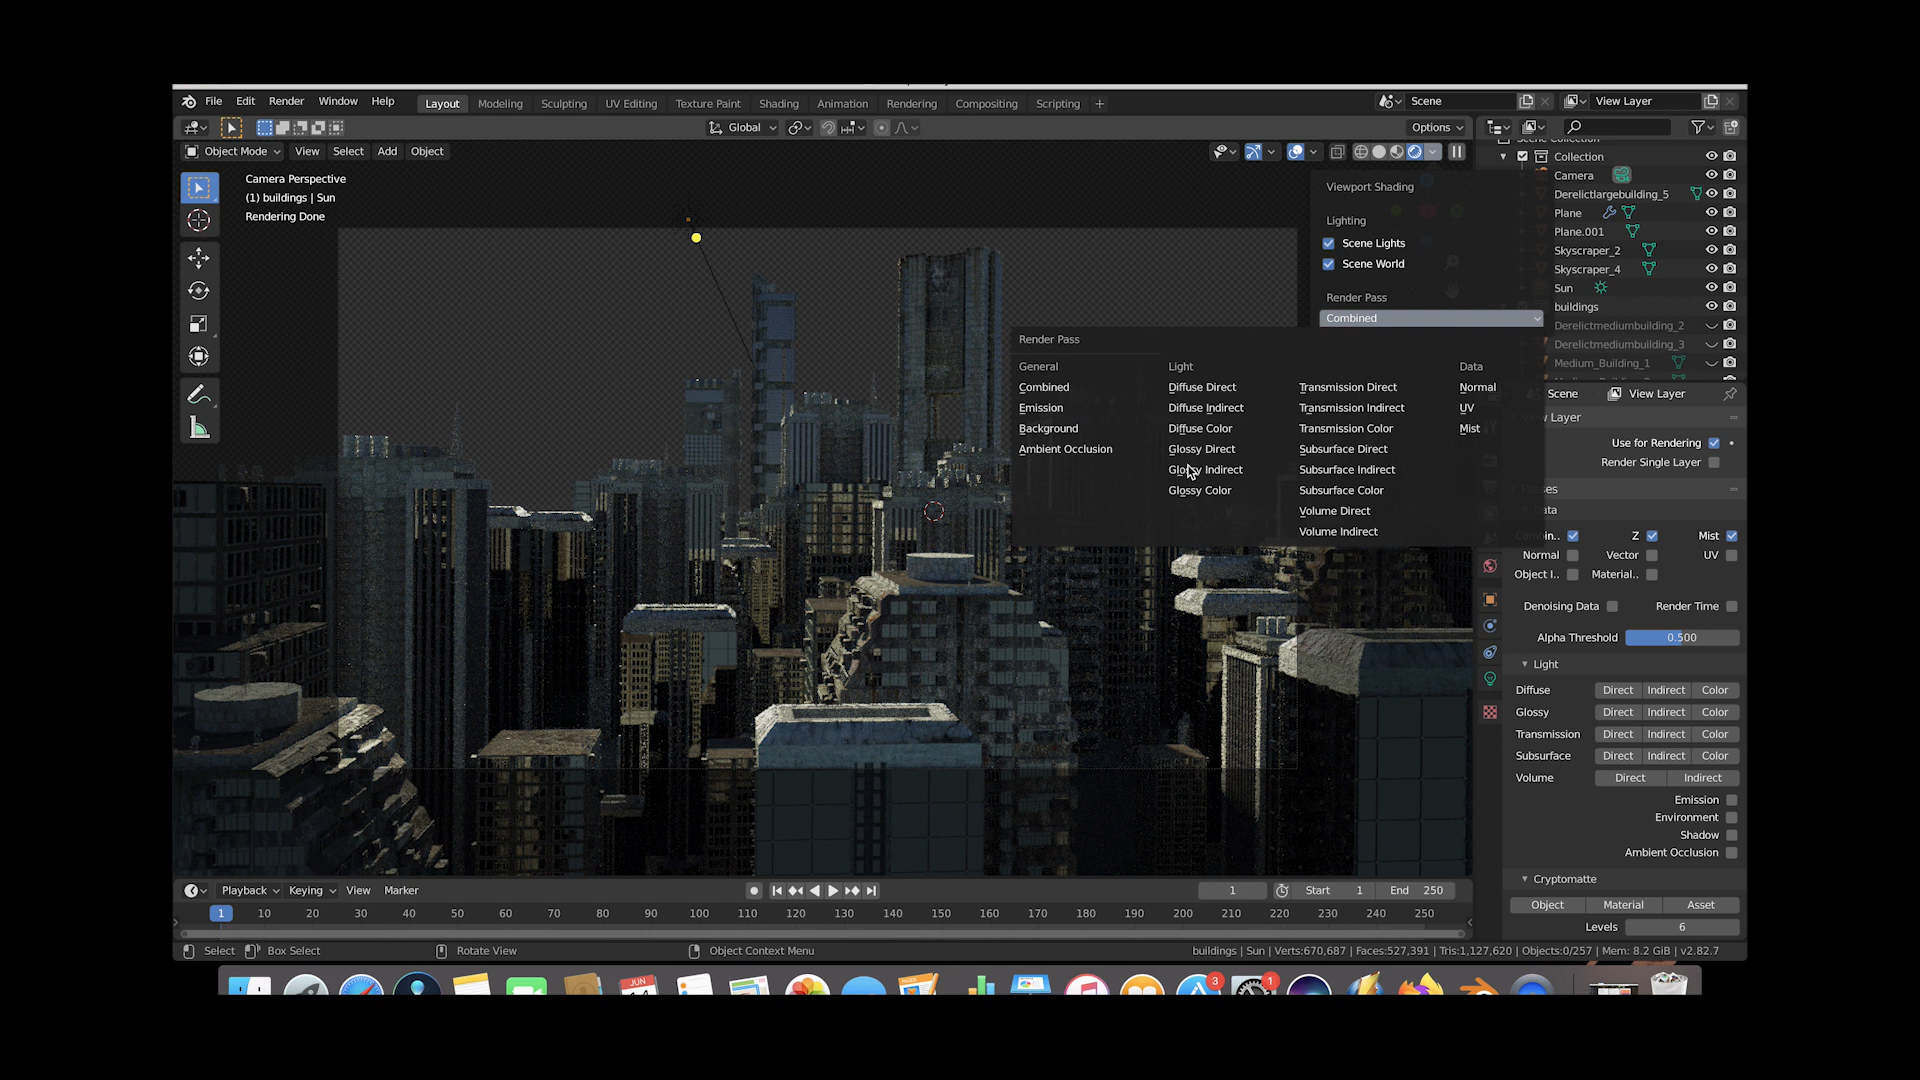 File Edit Render Window Help Layout Modeling Sculpting UV Editing Texture Paint Shading Animation Rendering Compositing Scripting + Scene View Layer
Global Options
Object Mode View Select Add Object
Camera Perspective
(1) buildings | Sun
Rendering Done
Viewport Shading
Lighting
Scene Lights
Scene World
Render Pass
Combined
Render Pass
General Light Data
Combined Diffuse Direct Transmission Direct Normal
Emission Diffuse Indirect Transmission Indirect UV
Background Diffuse Color Transmission Color Mist
Ambient Occlusion Glossy Direct Subsurface Direct
Glossy Indirect Subsurface Indirect
Glossy Color Subsurface Color
Volume Direct
Volume Indirect
Scene Collection
Collection
Camera
Derelictlargebuilding_5
Plane
Plane.001
Skyscraper_2
Skyscraper_4
Sun
buildings
Derelictmediumbuilding_2
Derelictmediumbuilding_3
Medium_Building_1
Scene View Layer
Layer
Use for Rendering
Render Single Layer
Z Mist
Normal Vector UV
Object I.. Material..
Denoising Data Render Time
Alpha Threshold 0.500
Light
Diffuse Direct Indirect Color
Glossy Direct Indirect Color
Transmission Direct Indirect Color
Subsurface Direct Indirect Color
Volume Direct Indirect
Emission
Environment
Shadow
Ambient Occlusion
Cryptomatte
Object Material Asset
Levels 6
Playback Keying View Marker 1 Start 1 End 250
1 10 20 30 40 50 60 70 80 90 100 110 120 130 140 150 160 170 180 190 200 210 220 230 240 250
Select Box Select Rotate View Object Context Menu buildings | Sun | Verts:670,687 | Faces:527,391 | Tris:1,127,620 | Objects:0/257 | Mem: 8.2 GiB | v2.82.7
JUN 3 1